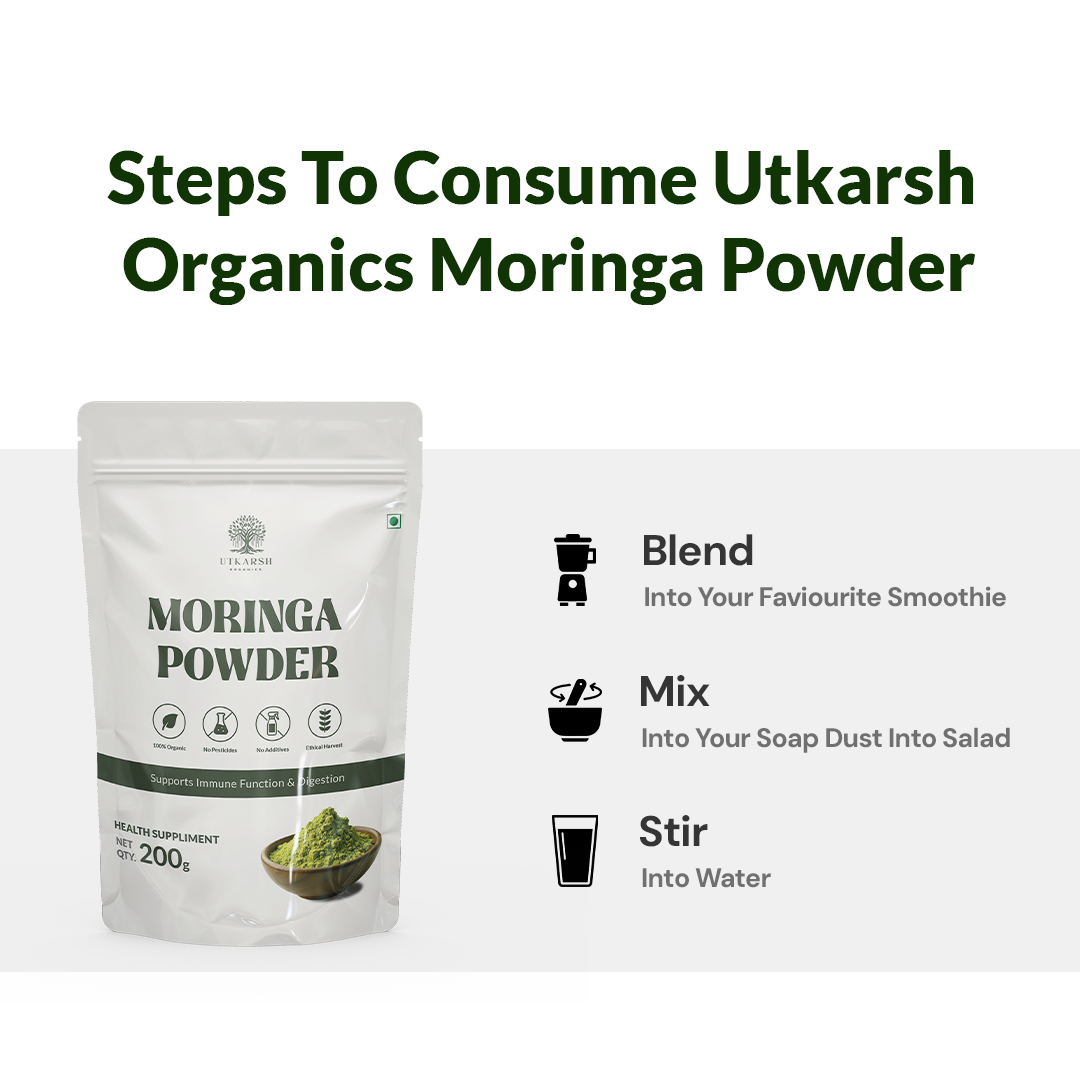 Steps To Consume Utkarsh
Organics Moringa Powder
UTKARSH
ORGANICS
MORINGA
POWDER
100% Organic
No Pesticides
No Additives
Ethical Harvest
Supports Immune Function & Digestion
HEALTH SUPPLIMENT
NET
QTY. 200g
Blend
Into Your Faviourite Smoothie
Mix
Into Your Soap Dust Into Salad
Stir
Into Water